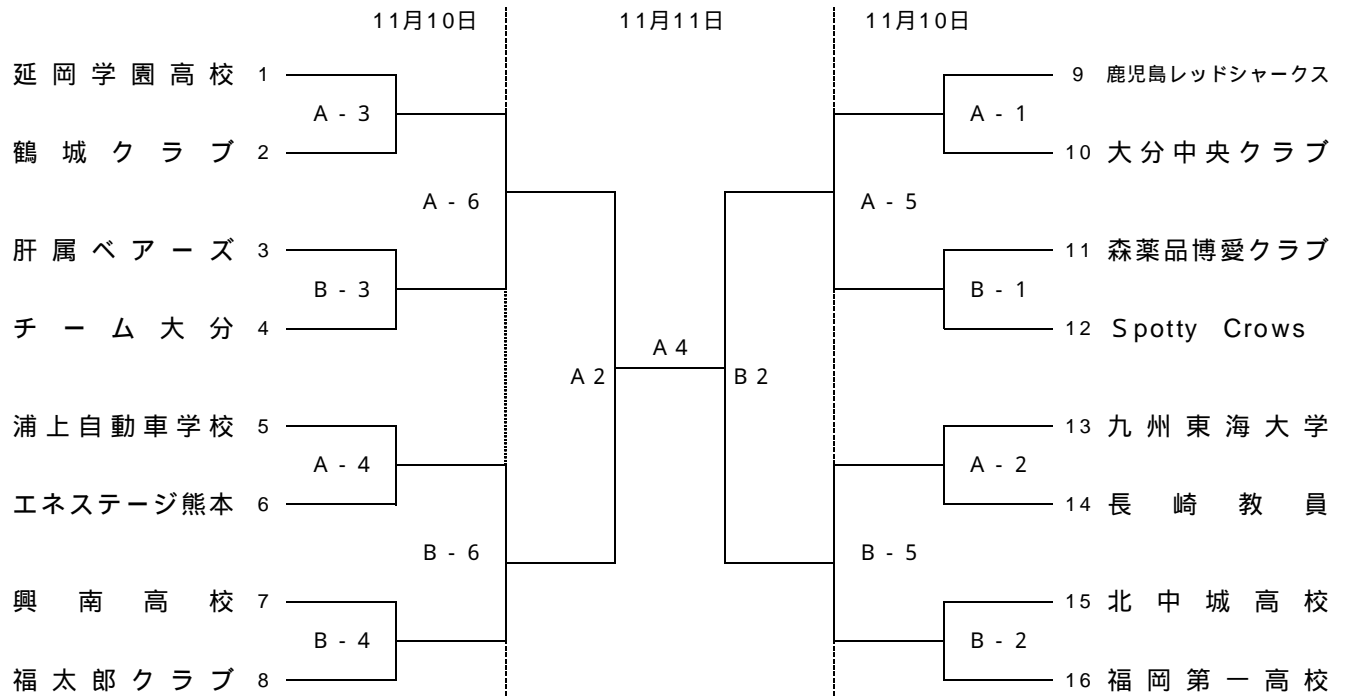 11月10日 11月11日 11月10日
延岡学園高校 1 9 鹿児島レッドシャークス
A-3 A-1
鶴城クラブ 2 10 大分中央クラブ
A-6 A-5
肝属ベアーズ 3 11 森薬品博愛クラブ
B-3 B-1
チーム大分 4 12 Spotty Crows
A4
A2 B2
浦上自動車学校 5 13 九州東海大学
A-4 A-2
エネステージ熊本 6 14 長崎教員
B-6 B-5
興南高校 7 15 北中城高校
B-4 B-2
福太郎クラブ 8 16 福岡第一高校